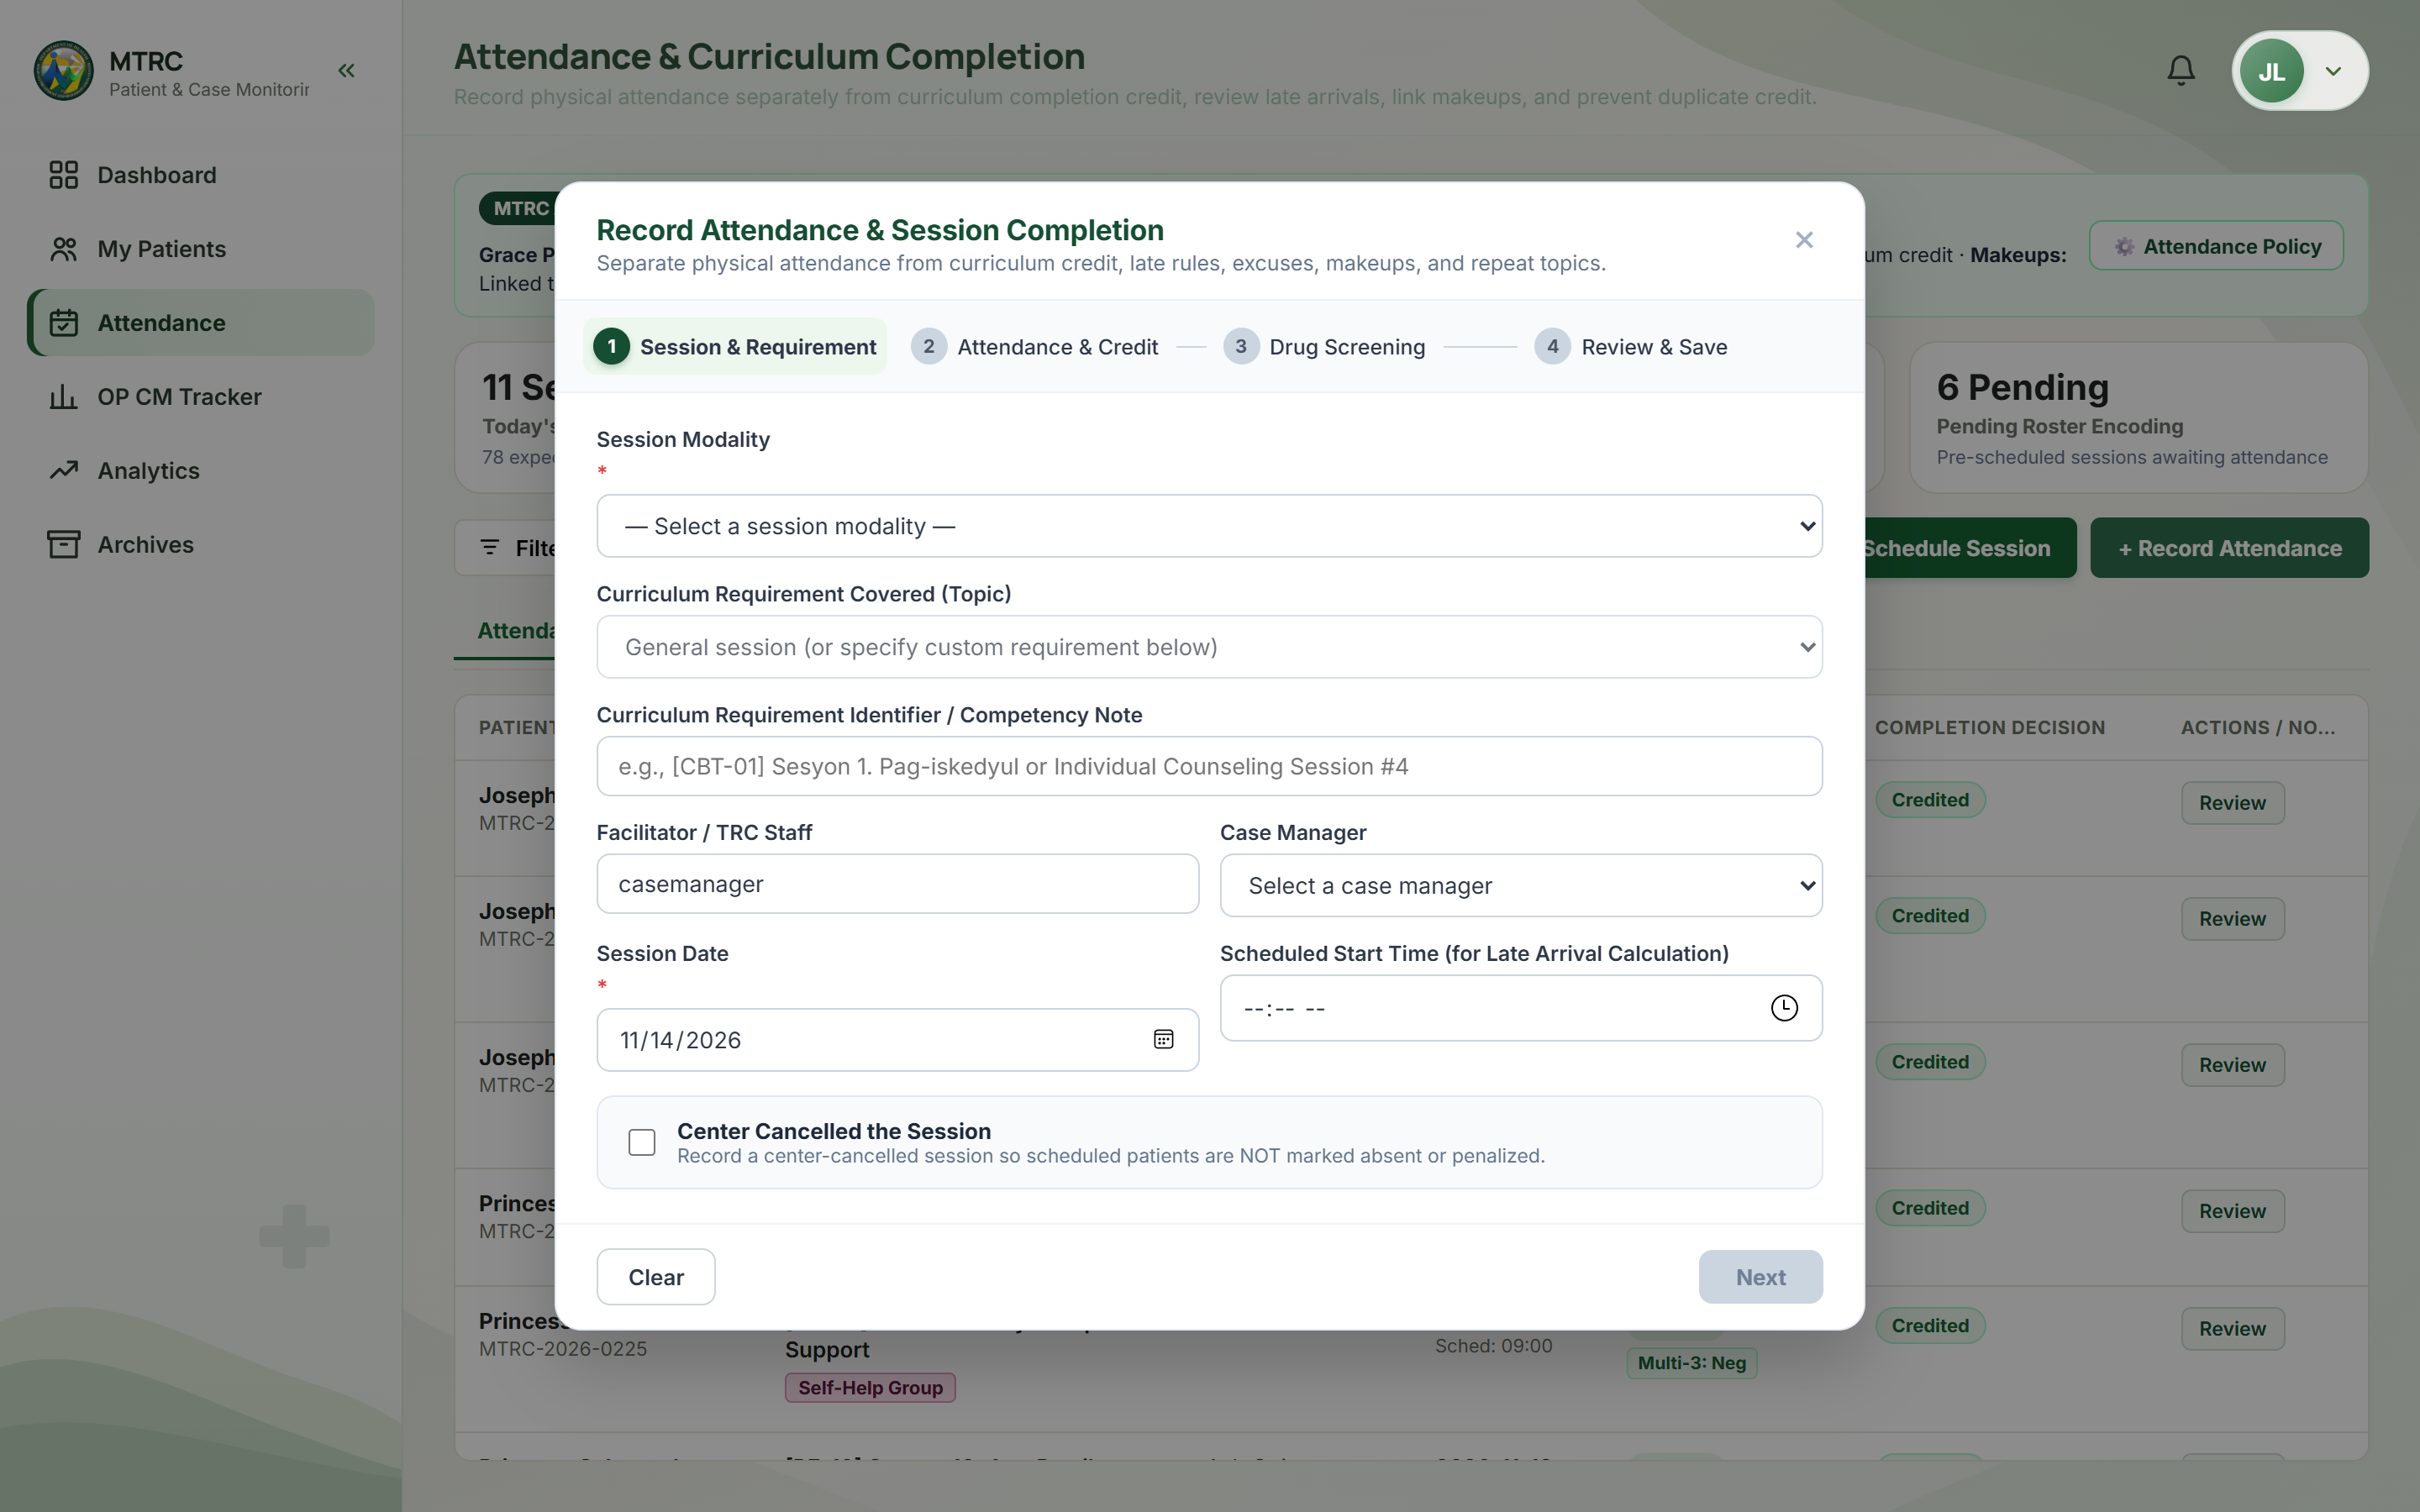 MTRC
Patient & Case Monitorin
Dashboard
My Patients
Attendance
OP CM Tracker
Analytics
Archives
Attendance & Curriculum Completion
Record physical attendance separately from curriculum completion credit, review late arrivals, link makeups, and prevent duplicate credit.
JL
MTRC
Grace P
Linked t
um credit · Makeups:
Attendance Policy
11 Se
Today's
78 expe
6 Pending
Pending Roster Encoding
Pre-scheduled sessions awaiting attendance
Filte
Schedule Session
+ Record Attendance
Attenda
Record Attendance & Session Completion
Separate physical attendance from curriculum credit, late rules, excuses, makeups, and repeat topics.
1 Session & Requirement
2 Attendance & Credit
3 Drug Screening
4 Review & Save
Session Modality
*
— Select a session modality —
Curriculum Requirement Covered (Topic)
General session (or specify custom requirement below)
Curriculum Requirement Identifier / Competency Note
e.g., [CBT-01] Sesyon 1. Pag-iskedyul or Individual Counseling Session #4
Facilitator / TRC Staff
casemanager
Case Manager
Select a case manager
Session Date
*
11/14/2026
Scheduled Start Time (for Late Arrival Calculation)
--:-- --
Center Cancelled the Session
Record a center-cancelled session so scheduled patients are NOT marked absent or penalized.
Clear
Next
PATIENT
COMPLETION DECISION
ACTIONS / NO...
Joseph
MTRC-2
Credited
Review
Joseph
MTRC-2
Credited
Review
Joseph
MTRC-2
Credited
Review
Princes
MTRC-2
Credited
Review
Princess
MTRC-2026-0225
Support
Self-Help Group
Sched: 09:00
Multi-3: Neg
Credited
Review